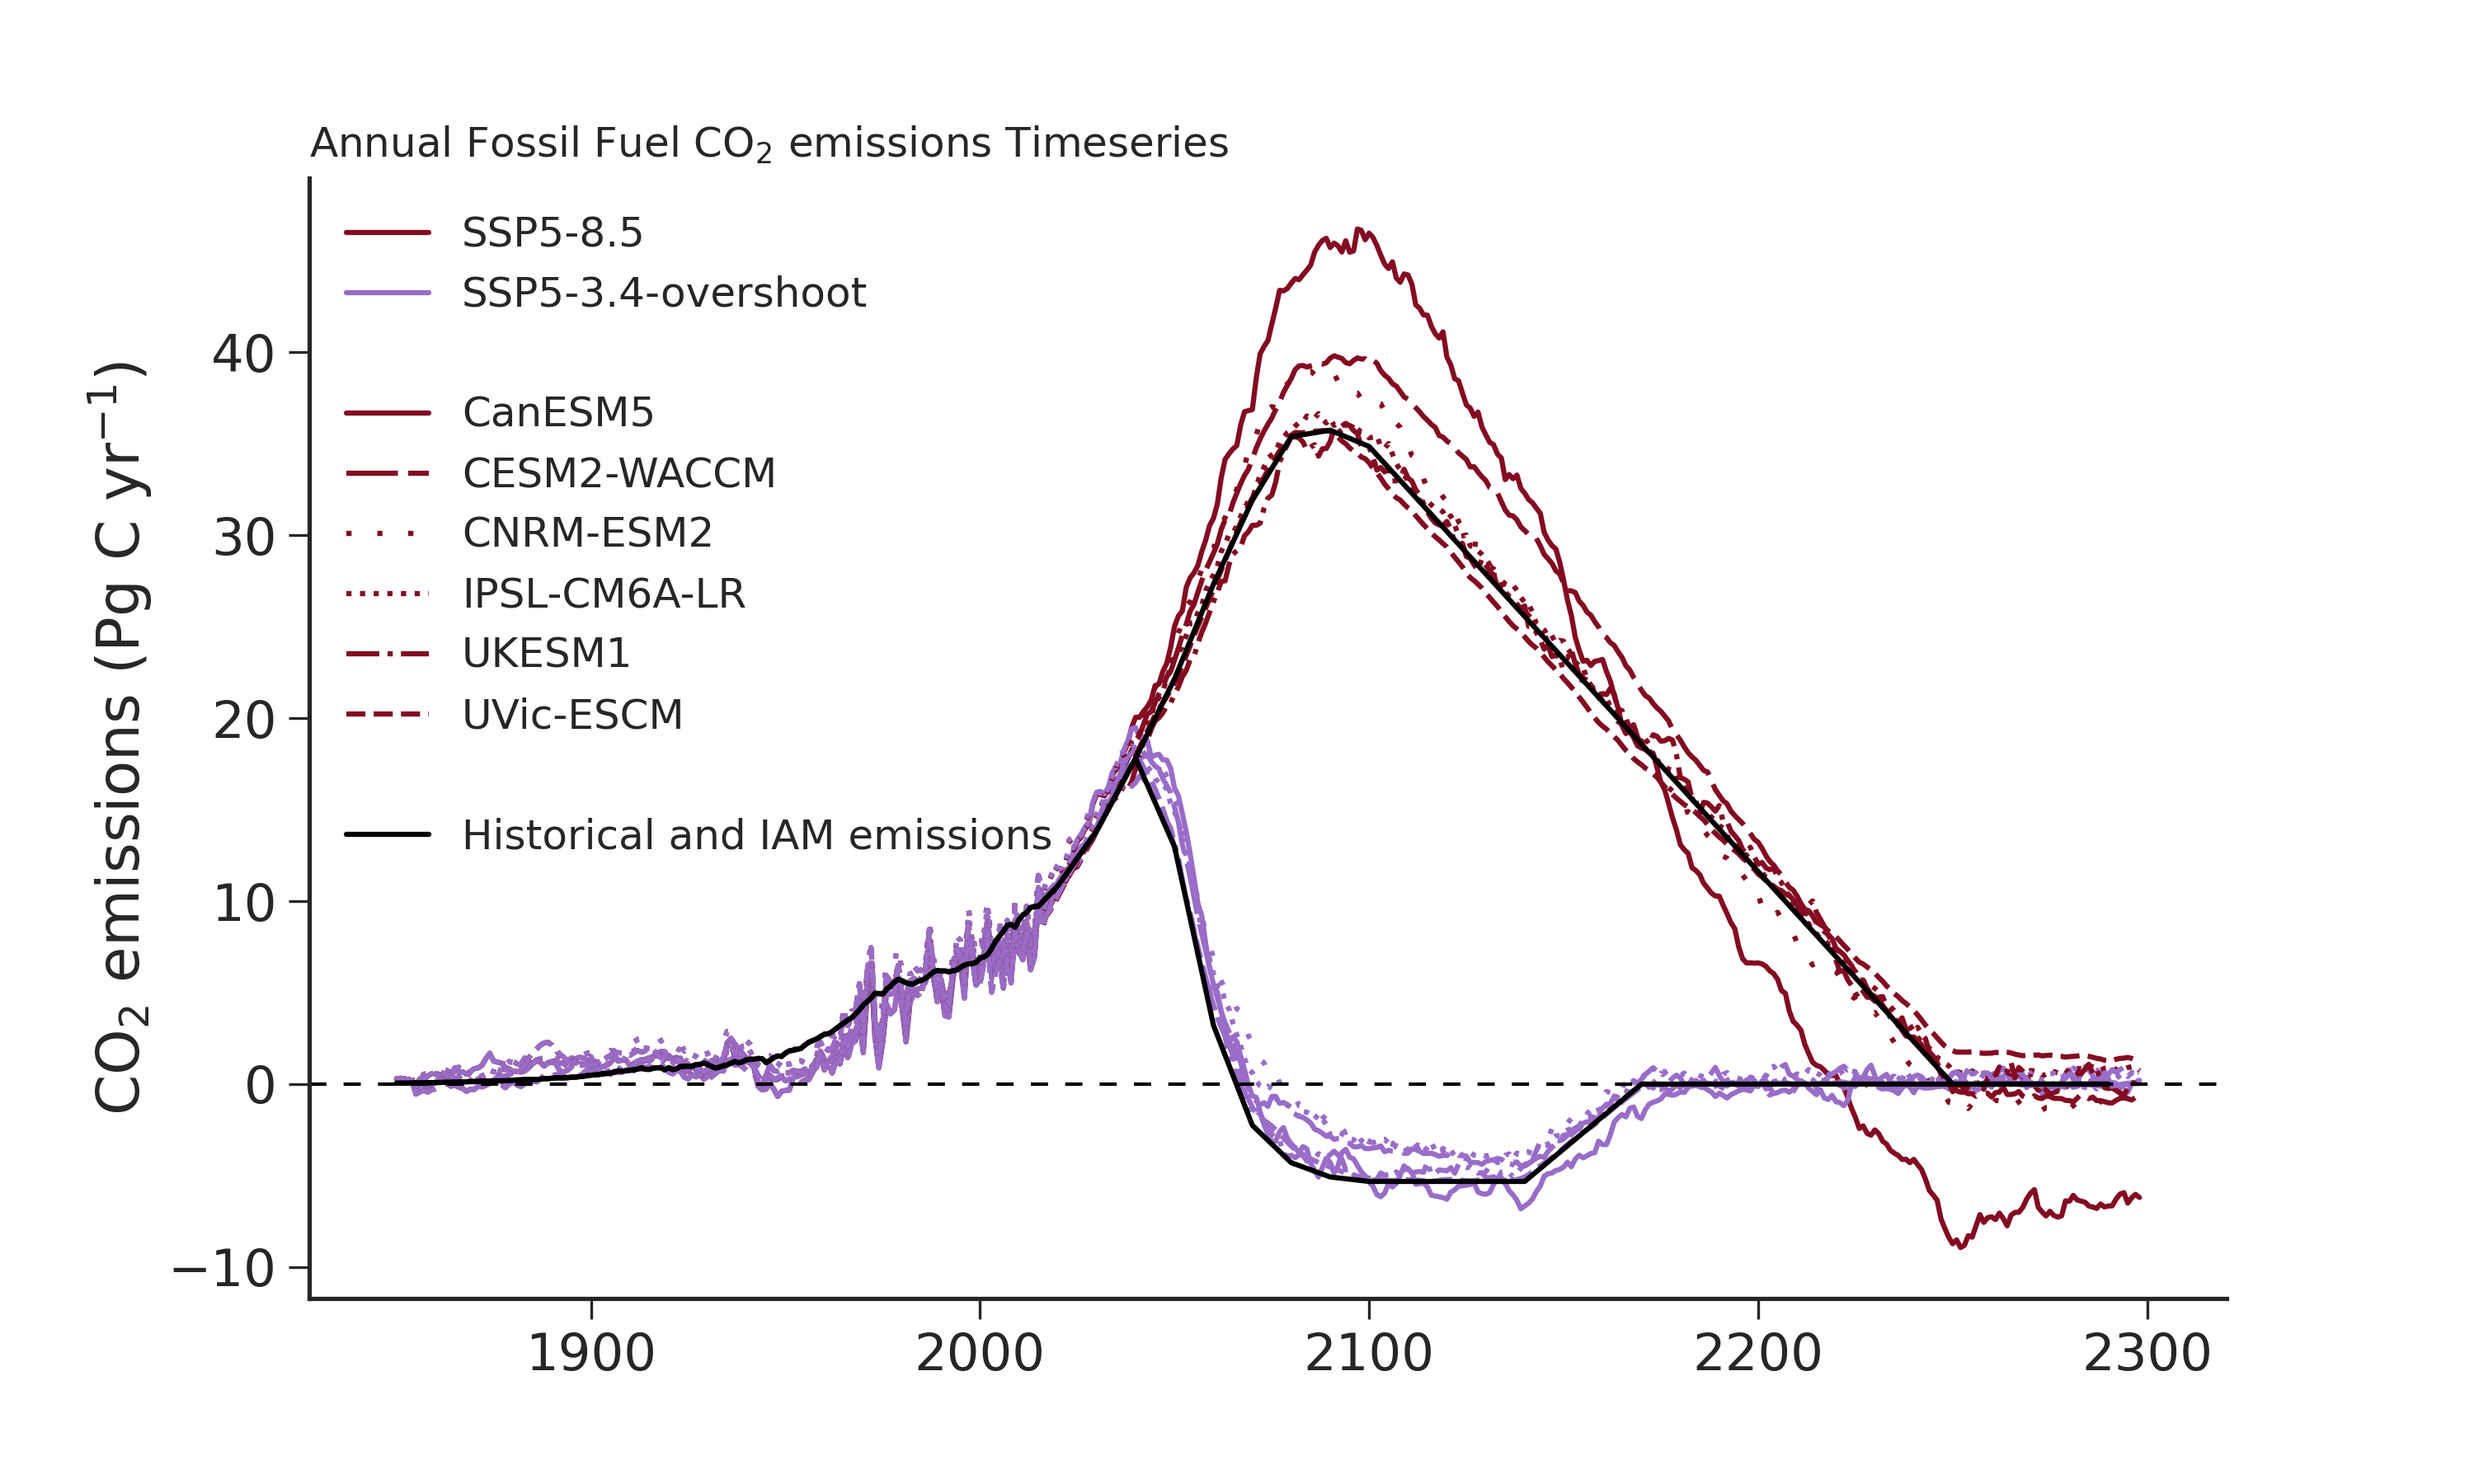 Annual Fossil Fuel CO₂ emissions Timeseries
SSP5-8.5
SSP5-3.4-overshoot
CanESM5
CESM2-WACCM
CNRM-ESM2
IPSL-CM6A-LR
UKESM1
UVic-ESCM
Historical and IAM emissions
CO₂ emissions (Pg C yr⁻¹)
40
30
20
10
0
−10
1900 2000 2100 2200 2300